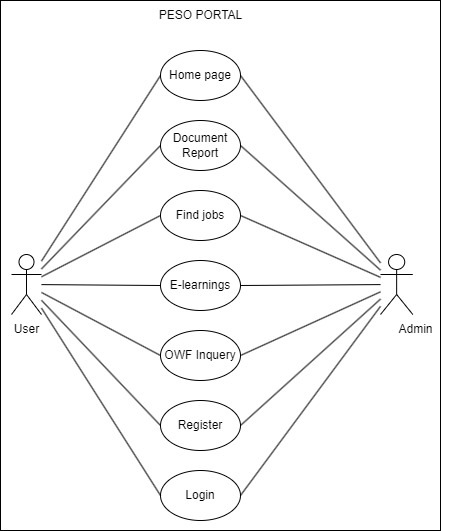 PESO PORTAL
Home page
Document
Report
Find jobs
E-learnings
User
Admin
OWF Inquery
Register
Login